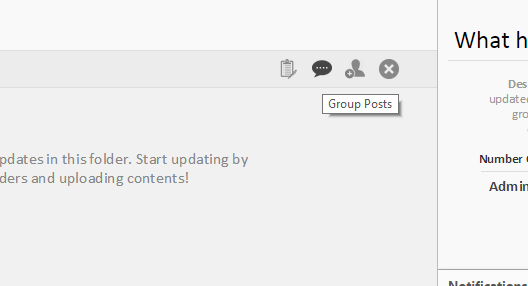 What h
Des
updated
gro
Group Posts
Number
Admin
pdates in this folder. Start updating by
ders and uploading contents!